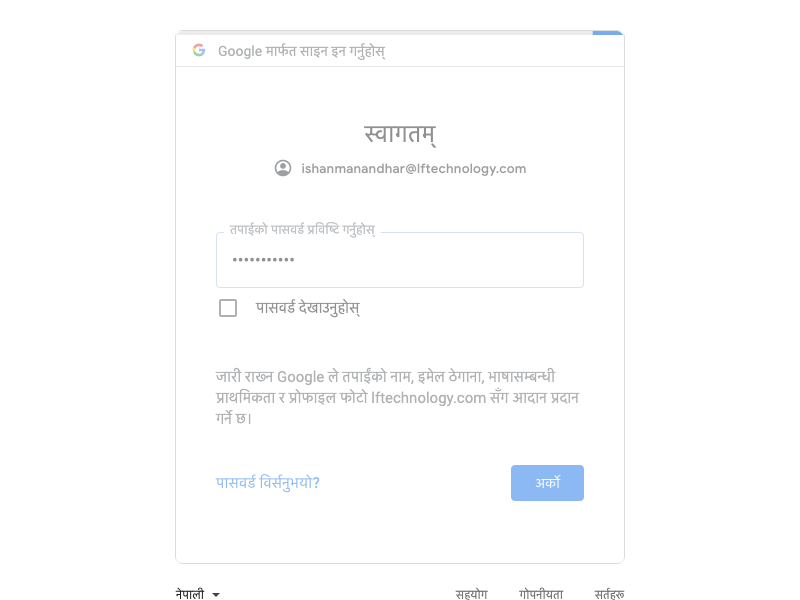 Google मार्फत साइन इन गर्नुहोस्
स्वागतम्
ishanmanandhar@lftechnology.com
तपाईको पासवर्ड प्रविष्टि गर्नुहोस्
•••••••••••
पासवर्ड देखाउनुहोस्
जारी राख्न Google ले तपाईंको नाम, इमेल ठेगाना, भाषासम्बन्धी
प्राथमिकता र प्रोफाइल फोटो lftechnology.com सँग आदान प्रदान
गर्ने छ।
पासवर्ड विर्सनुभयो?
अर्को
नेपाली
सहयोग
गोपनीयता
सर्तहरू